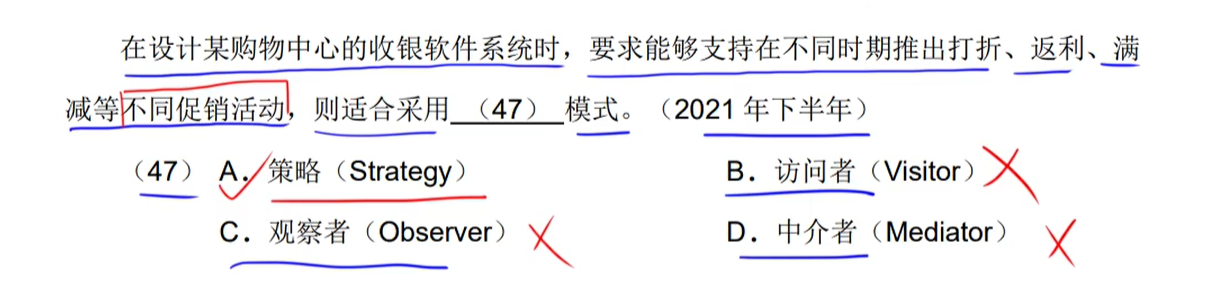 在设计某购物中心的收银软件系统时，要求能够支持在不同时期推出打折、返利、满
减等不同促销活动，则适合采用 （47） 模式。（2021 年下半年）
（47） A．策略（Strategy） B．访问者（Visitor）
C．观察者（Observer） D．中介者（Mediator）